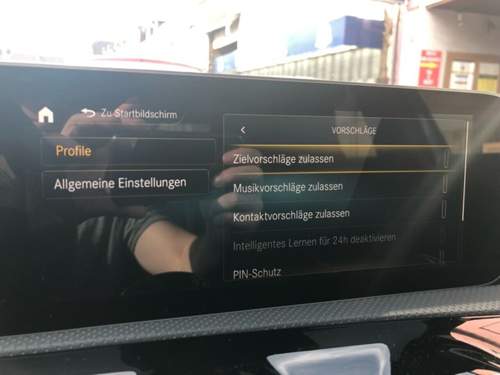 Zu Startbildschirm
Profile
Allgemeine Einstellungen
VORSCHLÄGE
Zielvorschläge zulassen
Musikvorschläge zulassen
Kontaktvorschläge zulassen
Intelligentes Lernen für 24h deaktivieren
PIN-Schutz